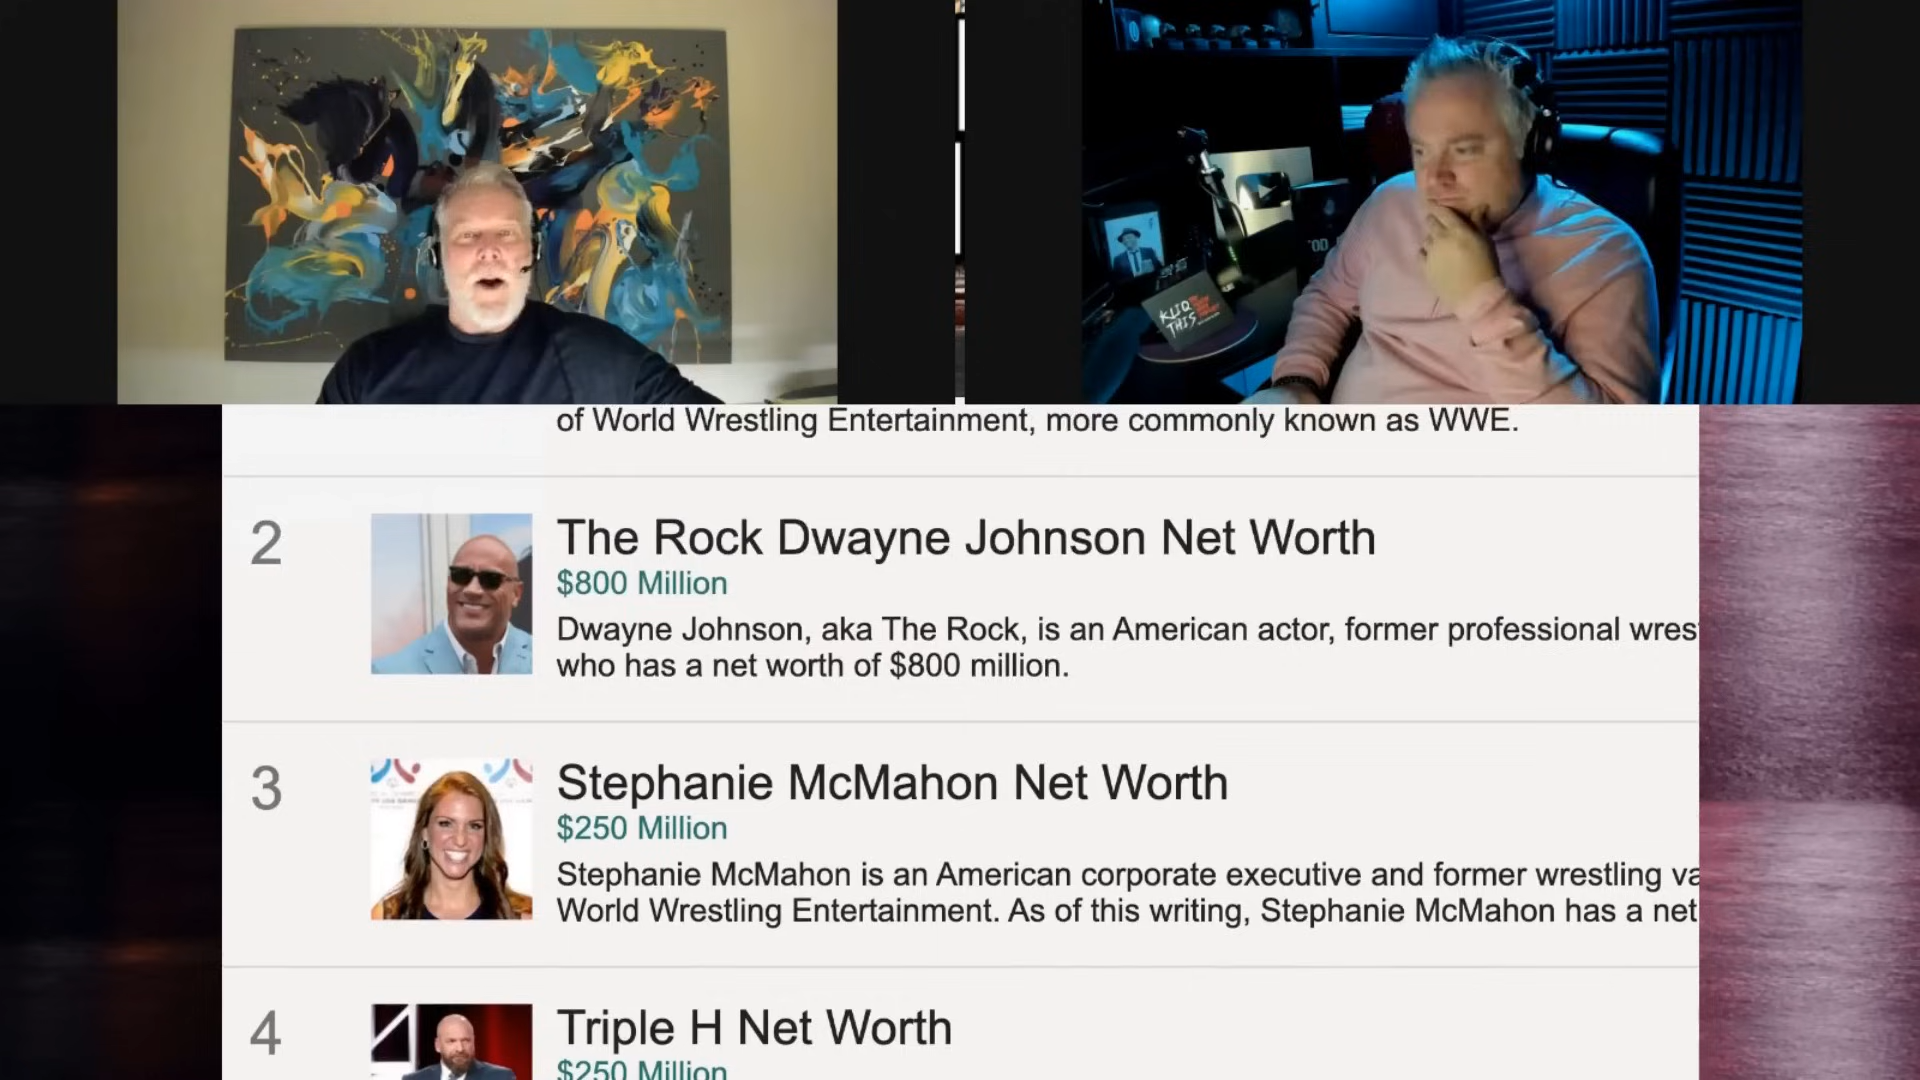 KLIQ
THIS
of World Wrestling Entertainment, more commonly known as WWE.
2
The Rock Dwayne Johnson Net Worth
$800 Million
Dwayne Johnson, aka The Rock, is an American actor, former professional wres
who has a net worth of $800 million.
3
Stephanie McMahon Net Worth
$250 Million
Stephanie McMahon is an American corporate executive and former wrestling va
World Wrestling Entertainment. As of this writing, Stephanie McMahon has a net
4
Triple H Net Worth
$250 Million